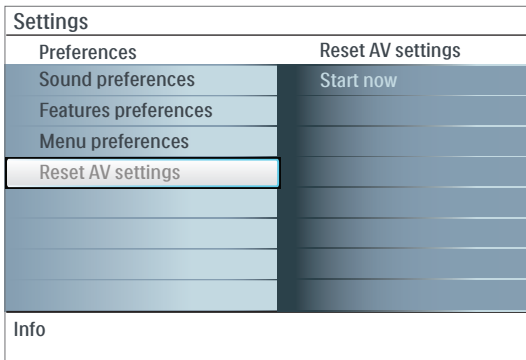 Settings
Preferences
Reset AV settings
Sound preferences
Start now
Features preferences
Menu preferences
Reset AV settings
Info